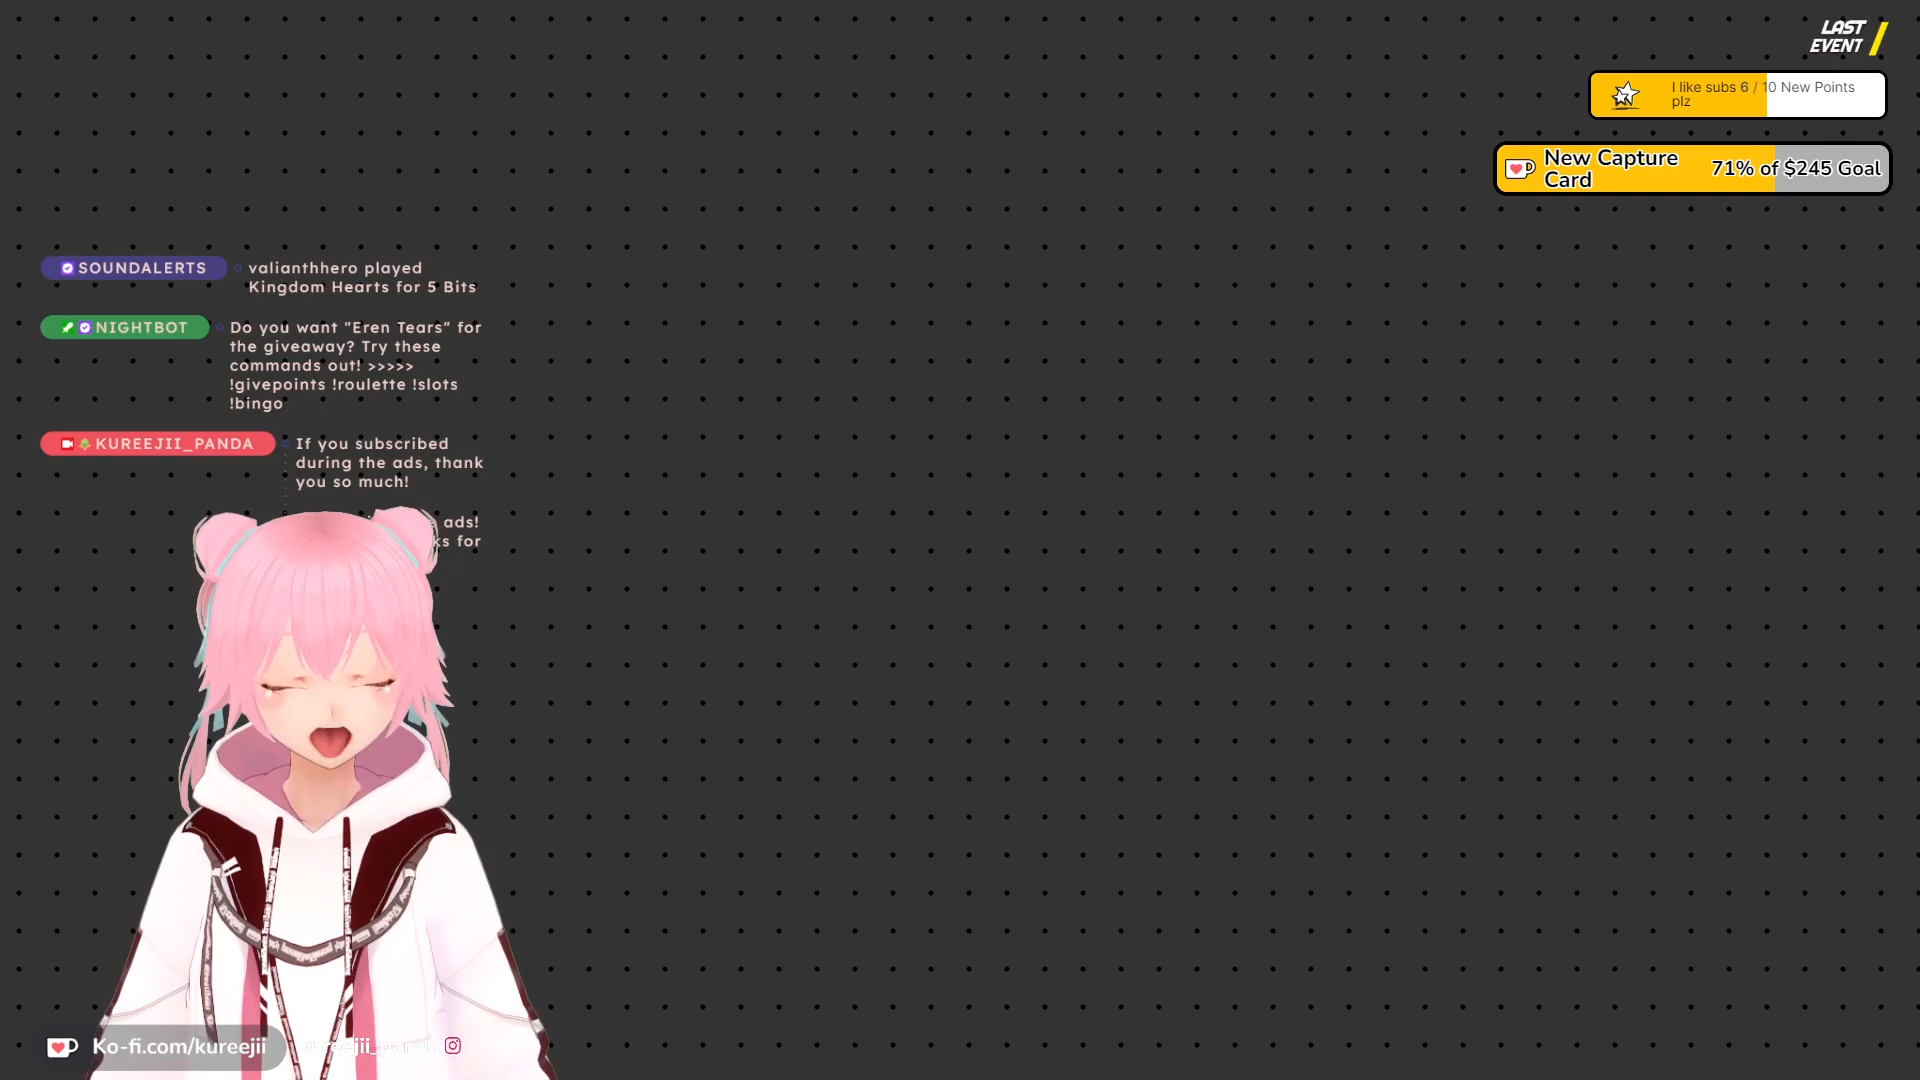 LAST
EVENT
I like subs 6 / 10 New Points
plz
New Capture
Card
71% of $245 Goal
SOUNDALERTS
valianthhero played
Kingdom Hearts for 5 Bits
NIGHTBOT
Do you want "Eren Tears" for
the giveaway? Try these
commands out! >>>>>
!givepoints !roulette !slots
!bingo
KUREEJII_PANDA
If you subscribed
during the ads, thank
you so much!
ads!
for
Ko-fi.com/kureejii